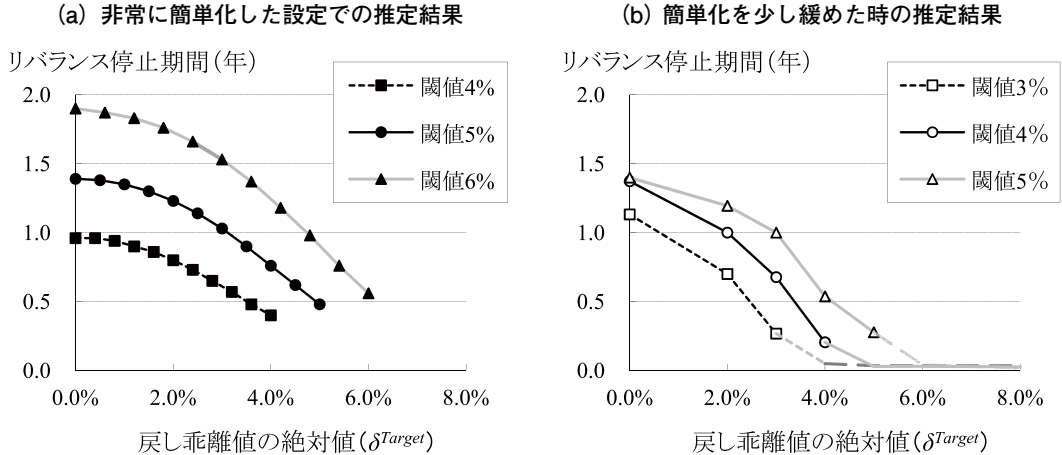 (a) 非常に簡単化した設定での推定結果
リバランス停止期間（年）
閾値4%
閾値5%
閾値6%
2.0
1.5
1.0
0.5
0.0
0.0% 2.0% 4.0% 6.0% 8.0%
戻し乖離値の絶対値（δTarget）
(b) 簡単化を少し緩めた時の推定結果
リバランス停止期間（年）
閾値3%
閾値4%
閾値5%
2.0
1.5
1.0
0.5
0.0
0.0% 2.0% 4.0% 6.0% 8.0%
戻し乖離値の絶対値（δTarget）